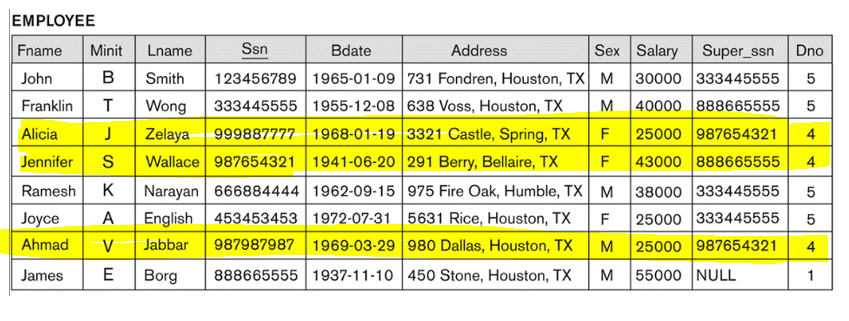 EMPLOYEE
Fname Minit Lname Ssn Bdate Address Sex Salary Super_ssn Dno
John B Smith 123456789 1965-01-09 731 Fondren, Houston, TX M 30000 333445555 5
Franklin T Wong 333445555 1955-12-08 638 Voss, Houston, TX M 40000 888665555 5
Alicia J Zelaya 999887777 1968-01-19 3321 Castle, Spring, TX F 25000 987654321 4
Jennifer S Wallace 987654321 1941-06-20 291 Berry, Bellaire, TX F 43000 888665555 4
Ramesh K Narayan 666884444 1962-09-15 975 Fire Oak, Humble, TX M 38000 333445555 5
Joyce A English 453453453 1972-07-31 5631 Rice, Houston, TX F 25000 333445555 5
Ahmad V Jabbar 987987987 1969-03-29 980 Dallas, Houston, TX M 25000 987654321 4
James E Borg 888665555 1937-11-10 450 Stone, Houston, TX M 55000 NULL 1